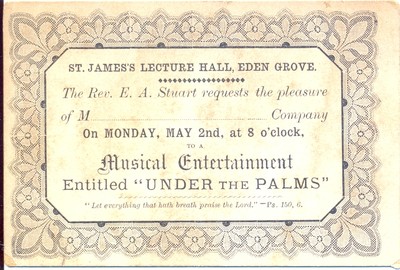 ST. JAMES'S LECTURE HALL, EDEN GROVE.
The Rev. E. A. Stuart requests the pleasure
of M Company
On MONDAY, MAY 2nd, at 8 o'clock,
TO A
Musical Entertainment
Entitled "UNDER THE PALMS"
"Let everything that hath breath praise the Lord."—Ps. 150, 6.